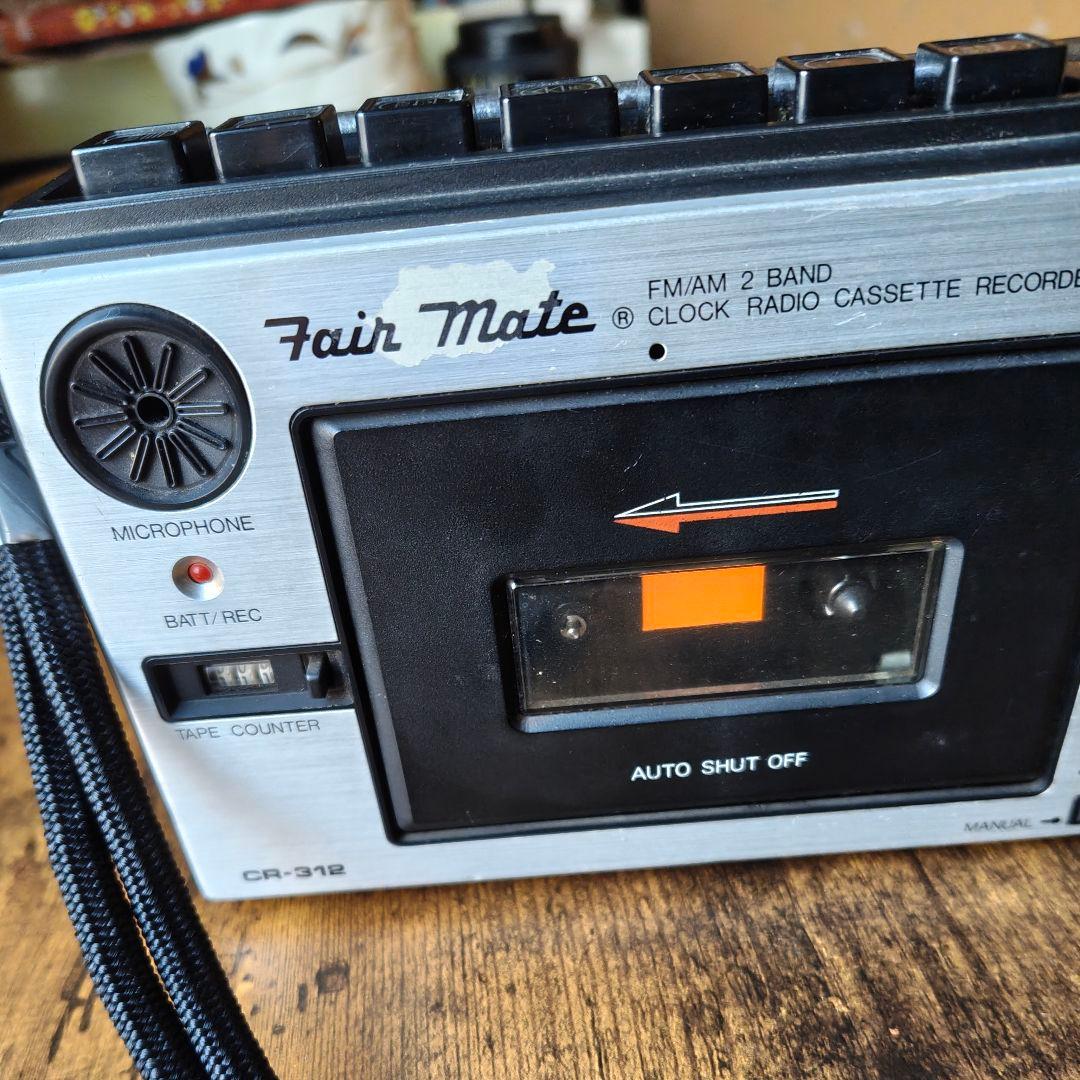 Fair Mate ®
FM/AM 2 BAND
CLOCK RADIO CASSETTE RECORDE
MICROPHONE
BATT/REC
TAPE COUNTER
AUTO SHUT OFF
MANUAL
CR-312